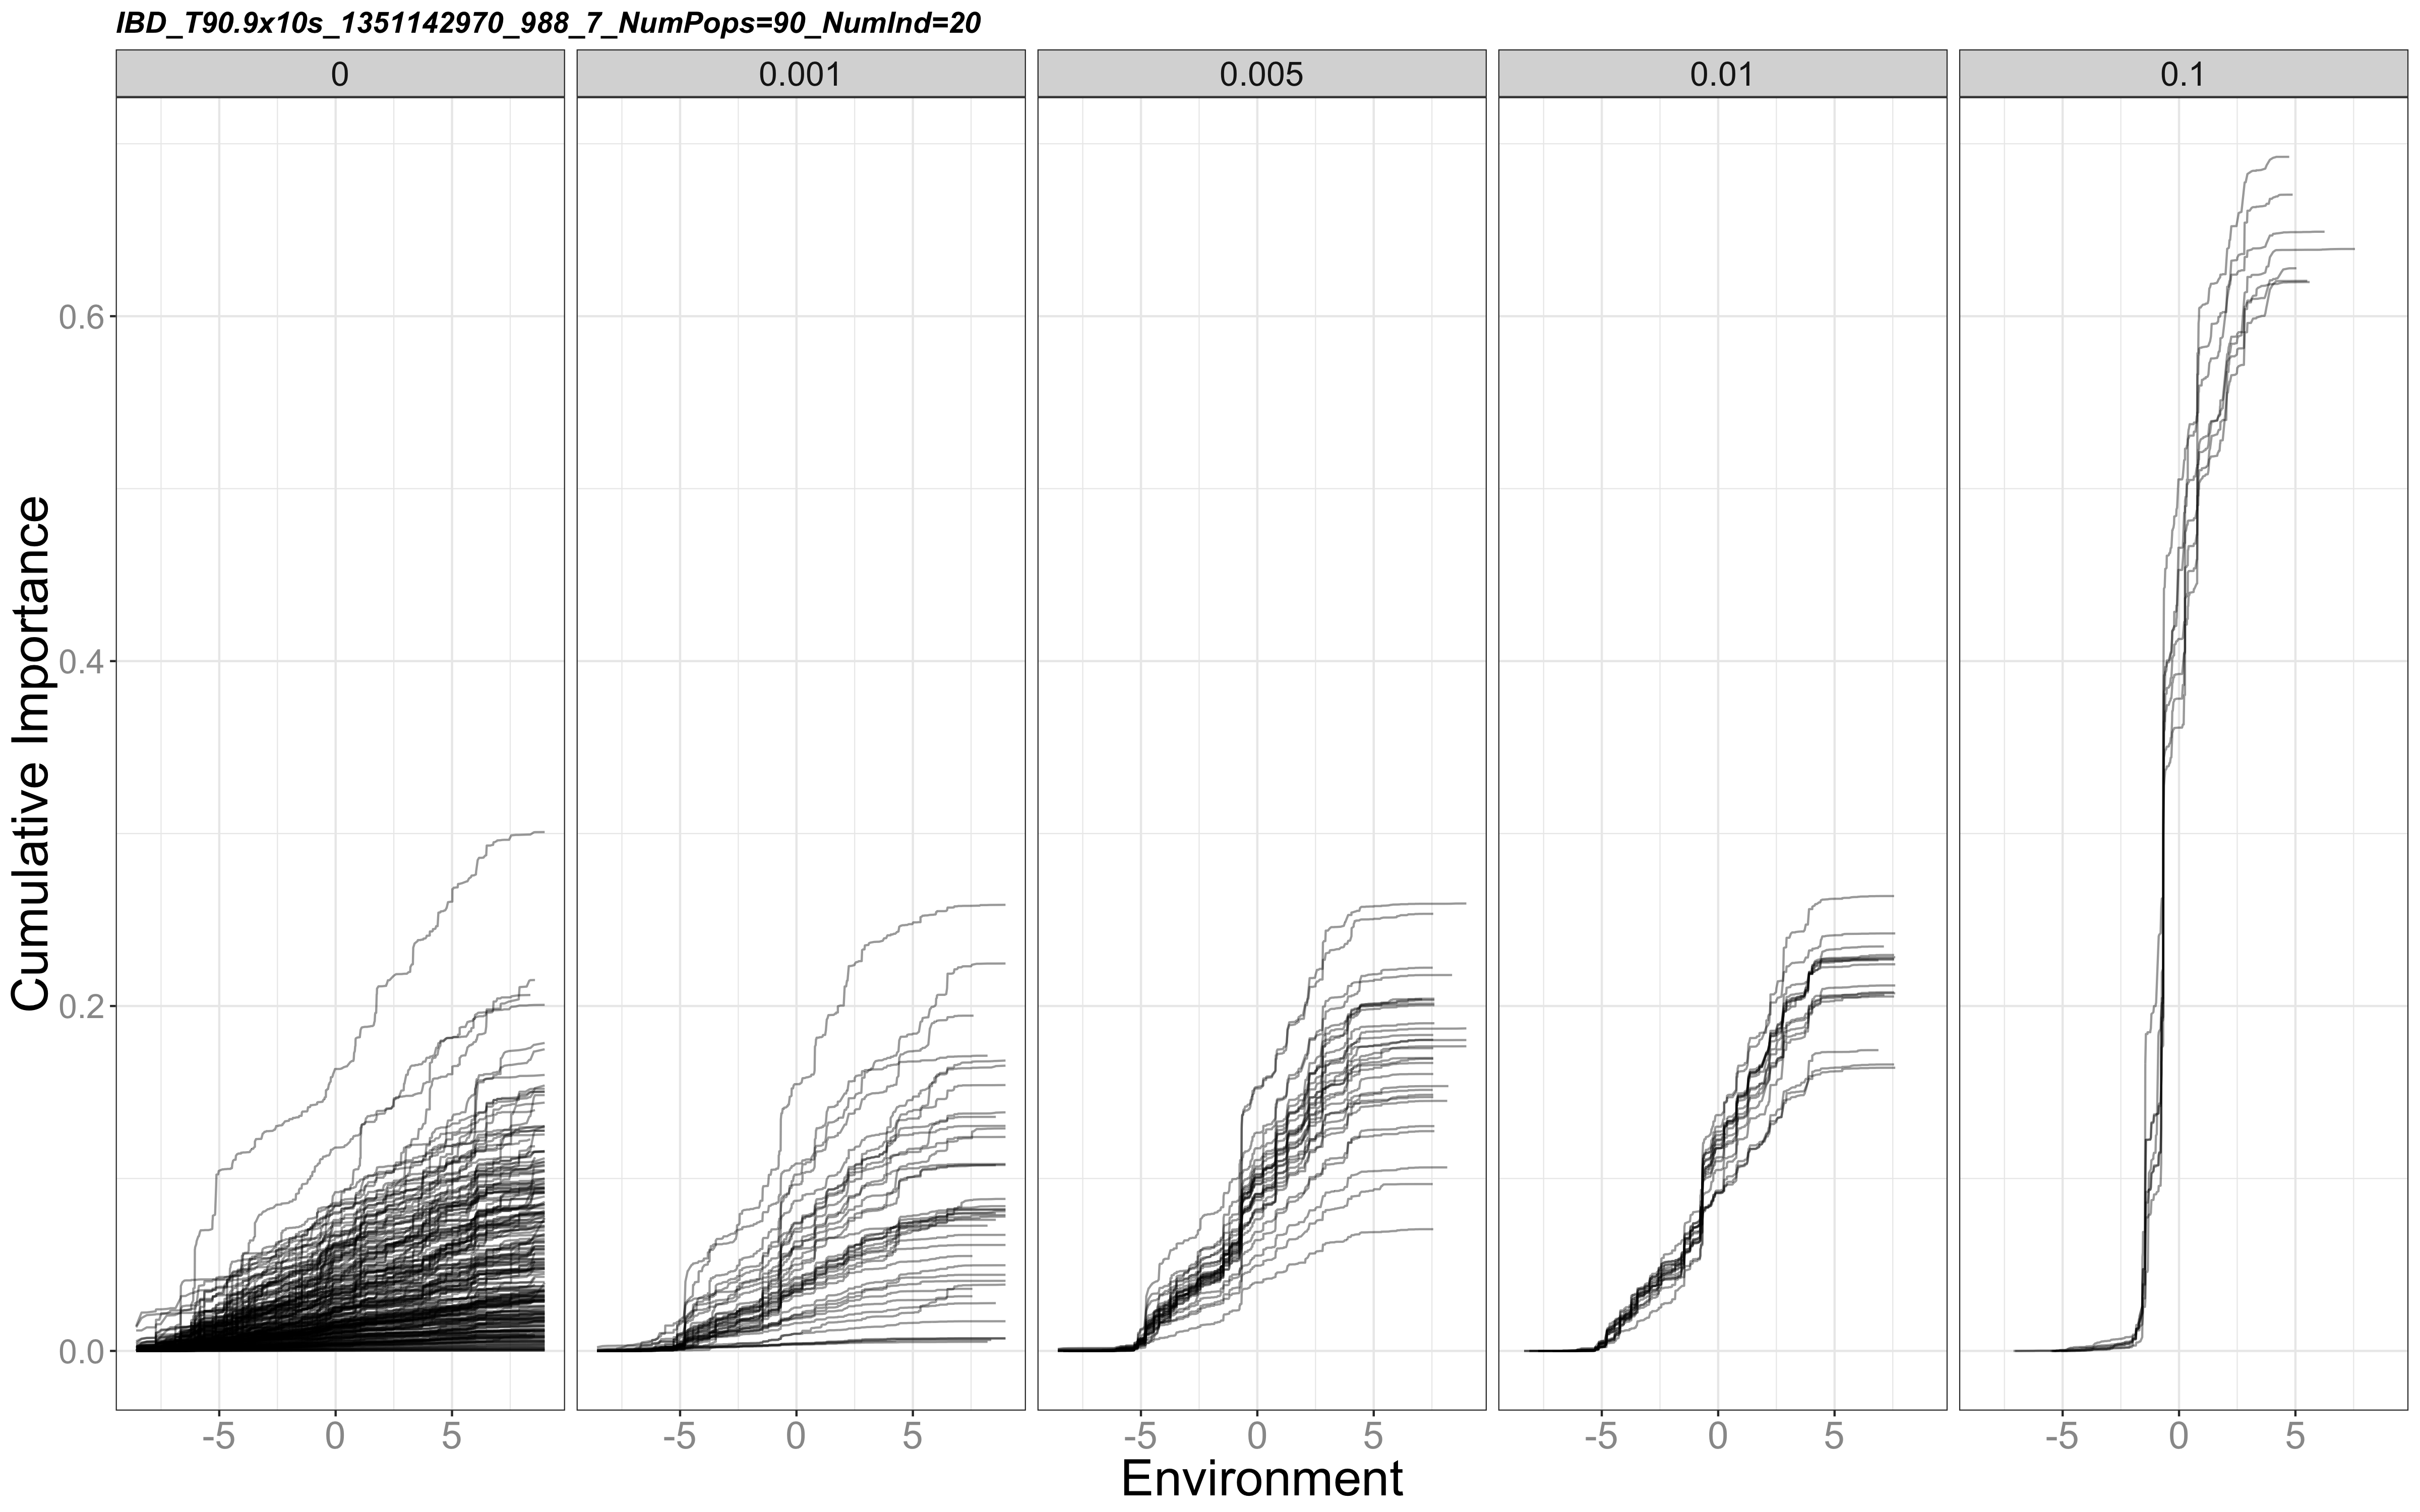 IBD_T90.9x10s_1351142970_988_7_NumPops=90_NumInd=20
0 0.001 0.005 0.01 0.1
Cumulative Importance
0.6
0.4
0.2
0.0
-5 0 5 -5 0 5 -5 0 5 -5 0 5 -5 0 5
Environment